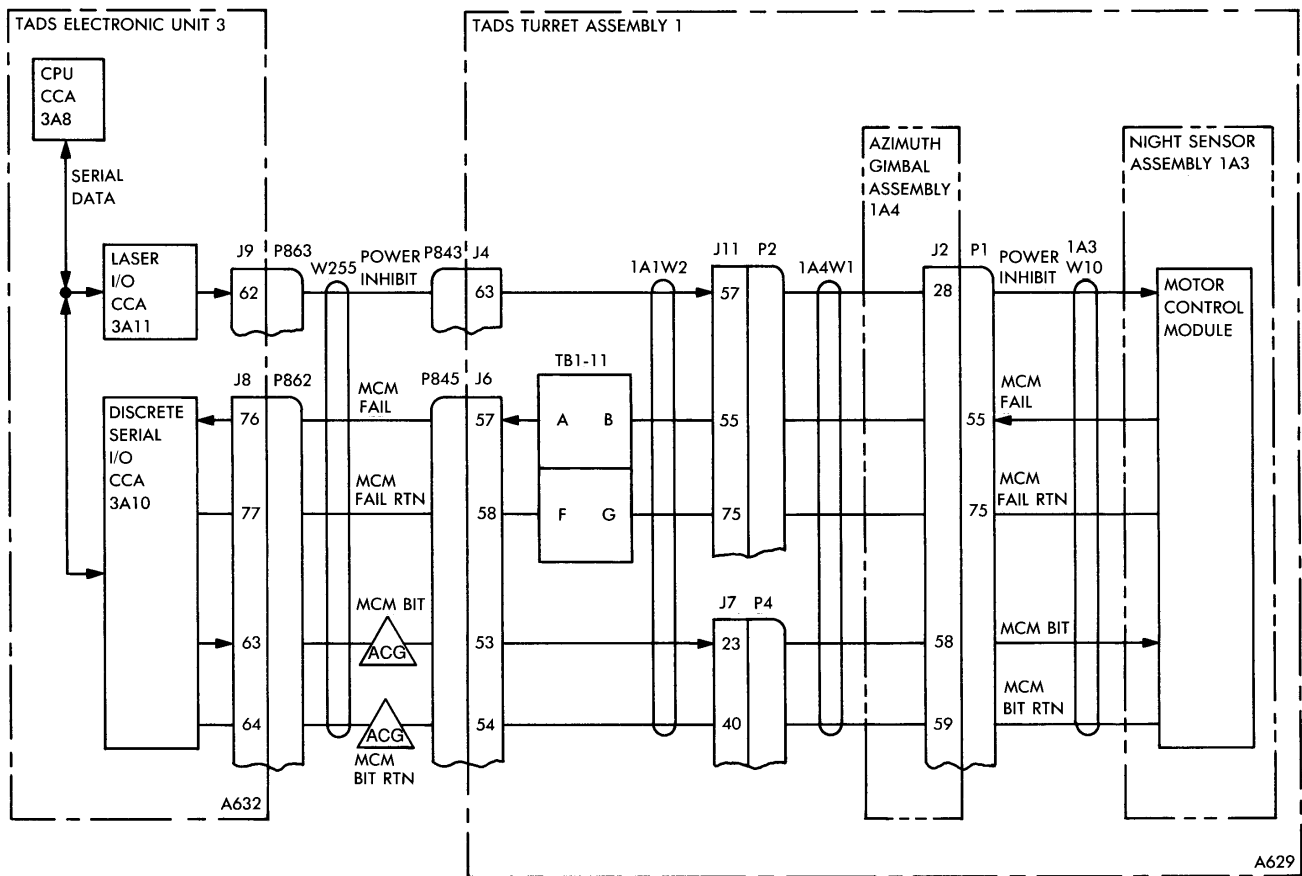 TADS ELECTRONIC UNIT 3
TADS TURRET ASSEMBLY 1
CPU
CCA
3A8
SERIAL
DATA
AZIMUTH
GIMBAL
ASSEMBLY
1A4
NIGHT SENSOR
ASSEMBLY 1A3
LASER
I/O
CCA
3A11
J9 P863
62
W255
POWER
INHIBIT
P843 J4
63
1A1W2
J11 P2
57
1A4W1
J2 P1
28
POWER
INHIBIT
1A3
W10
MOTOR
CONTROL
MODULE
DISCRETE
SERIAL
I/O
CCA
3A10
J8 P862
76
MCM
FAIL
P845 J6
57
TB1-11
A B
55
55
MCM
FAIL
77
MCM
FAIL RTN
58
F G
75
75
MCM
FAIL RTN
J7 P4
63
MCM BIT
ACG
53
23
58
MCM BIT
64
ACG
MCM
BIT RTN
54
40
59
MCM
BIT RTN
A632
A629